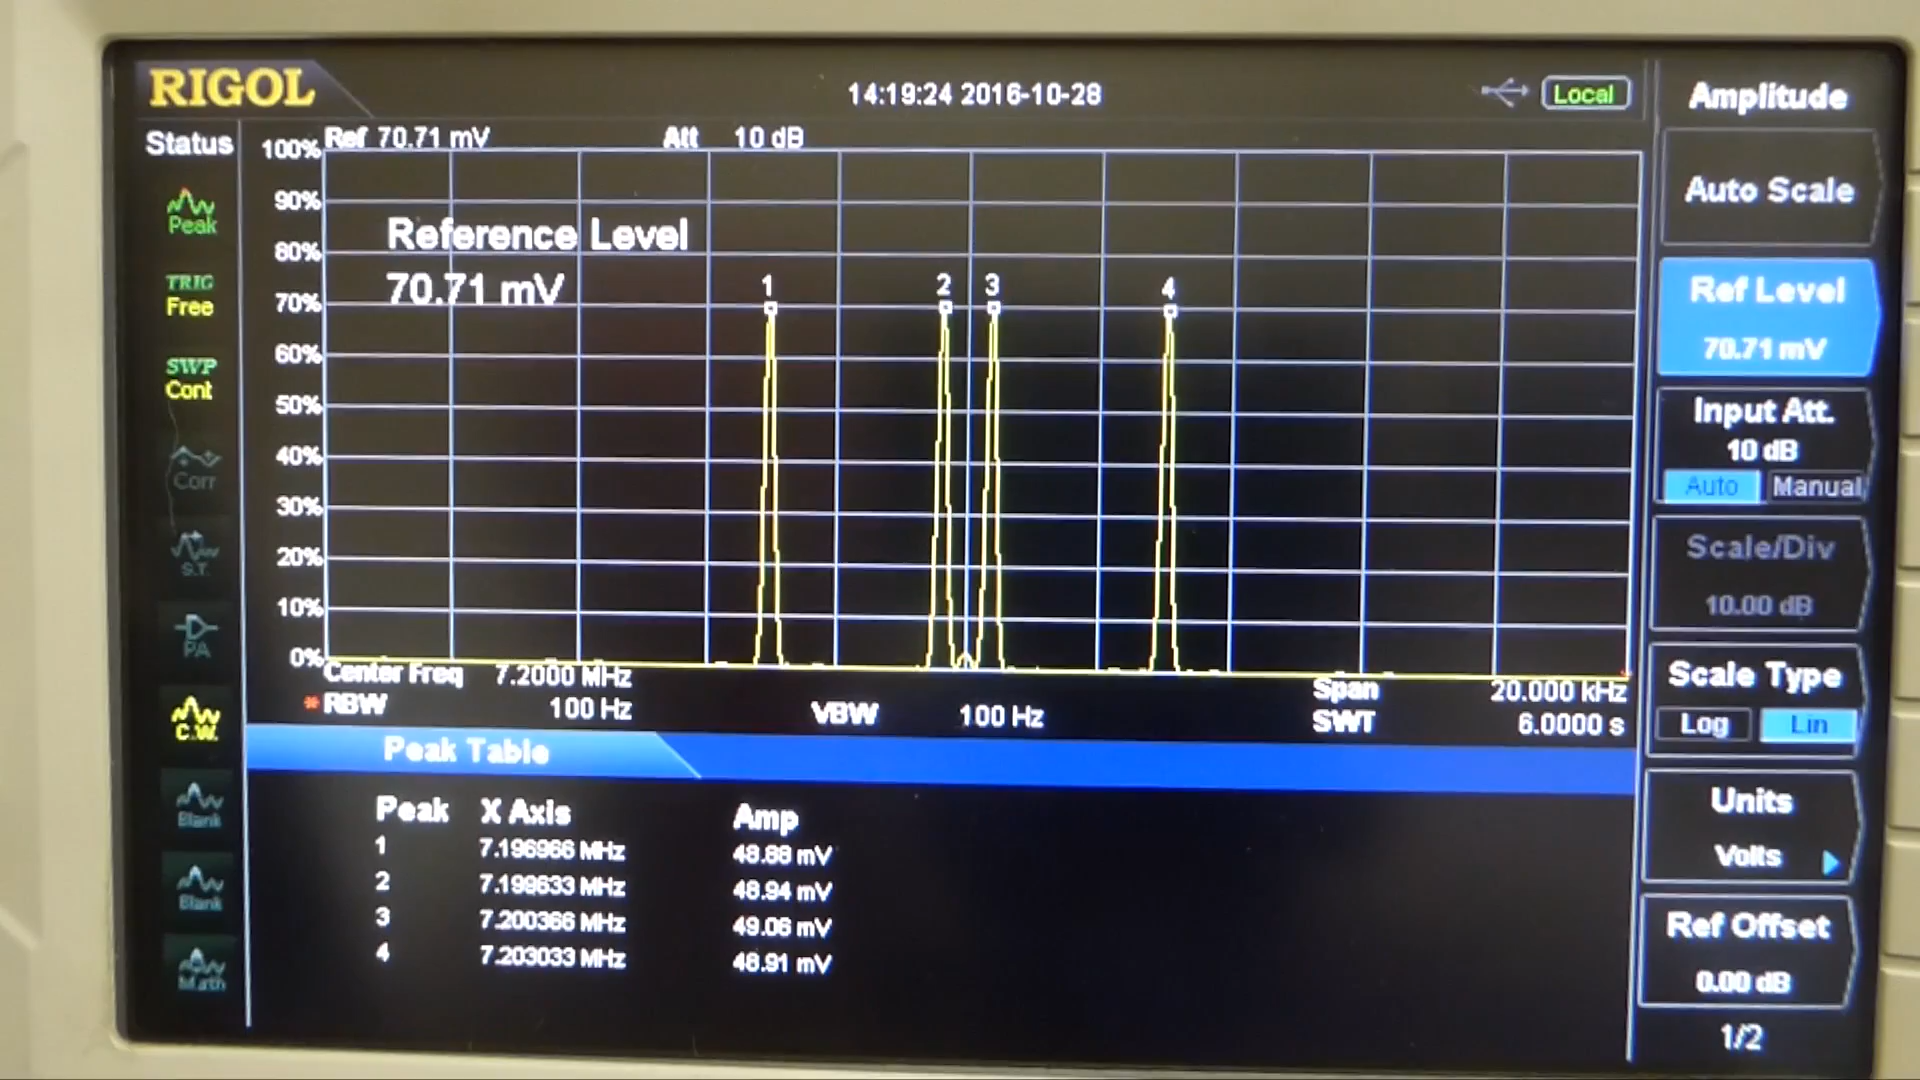 RIGOL
14:19:24 2016-10-28
Local
Status
Ref 70.71 mV
Att 10 dB
100%
90%
80%
70%
60%
50%
40%
30%
20%
10%
0%
Reference Level
70.71 mV
1 2 3 4
Peak
TRIG
Free
SWP
Cont
Corr
S.T.
PA
C.W.
Blank
Blank
Math
Center Freq 7.2000 MHz
*RBW 100 Hz
VBW 100 Hz
Span 20.000 kHz
SWT 6.0000 s
Peak Table
Peak X Axis Amp
1 7.196966 MHz 48.88 mV
2 7.199633 MHz 48.94 mV
3 7.200366 MHz 49.06 mV
4 7.203033 MHz 48.91 mV
Amplitude
Auto Scale
Ref Level
70.71 mV
Input Att.
10 dB
Auto Manual
Scale/Div
10.00 dB
Scale Type
Log Lin
Units
Volts
Ref Offset
0.00 dB
1/2